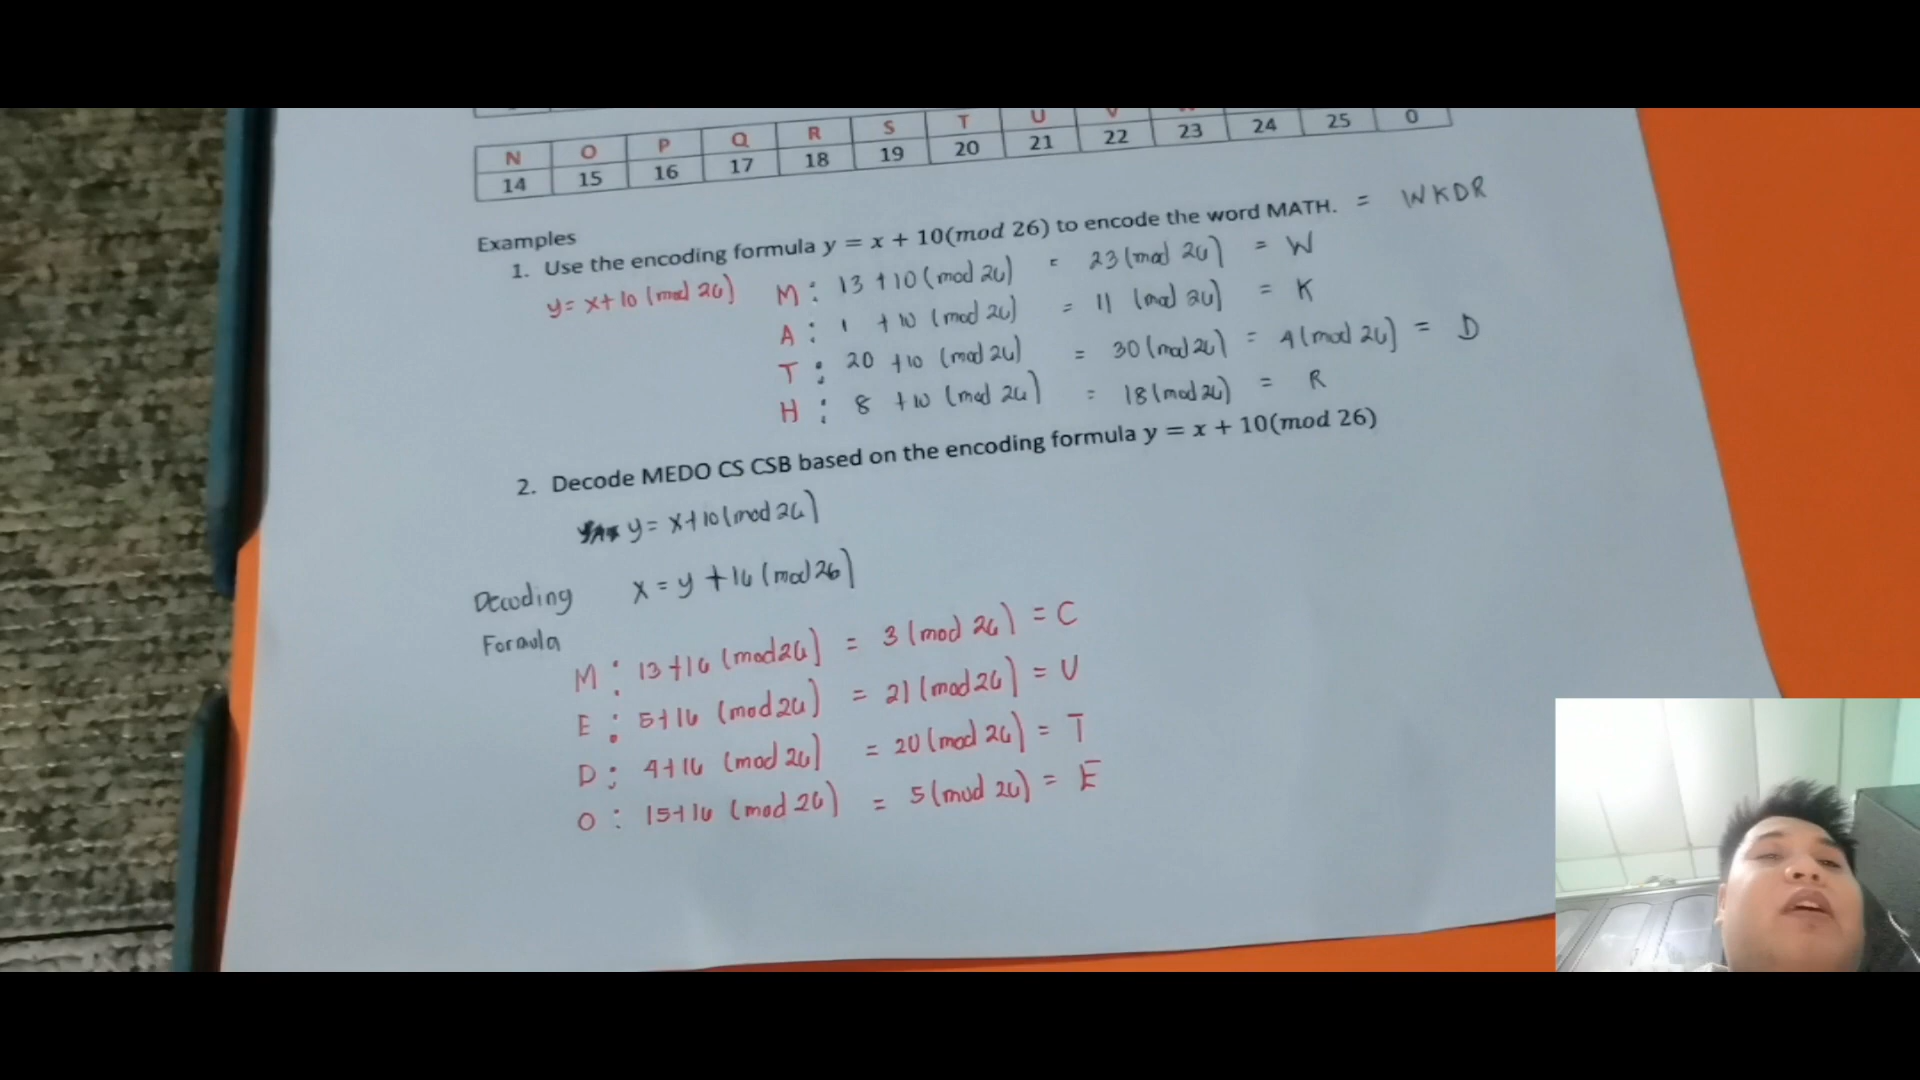 N O P Q R S T U V
14 15 16 17 18 19 20 21 22 23 24 25 0
Examples
1. Use the encoding formula y = x + 10(mod 26) to encode the word MATH. = WKDR
y = x+10 (mod 26)
M : 13 +10 (mod 26) = 23 (mod 26) = W
A : 1 +10 (mod 26) = 11 (mod 26) = K
T : 20 +10 (mod 26) = 30 (mod 26) = 4 (mod 26) = D
H : 8 +10 (mod 26) = 18 (mod 26) = R
2. Decode MEDO CS CSB based on the encoding formula y = x + 10(mod 26)
y = x+10 (mod 26)
Decoding x = y +16 (mod 26)
Formula
M : 13 +16 (mod 26) = 3 (mod 26) = C
E : 5+16 (mod 26) = 21 (mod 26) = U
D : 4+16 (mod 26) = 20 (mod 26) = T
O : 15+16 (mod 26) = 5 (mod 26) = E